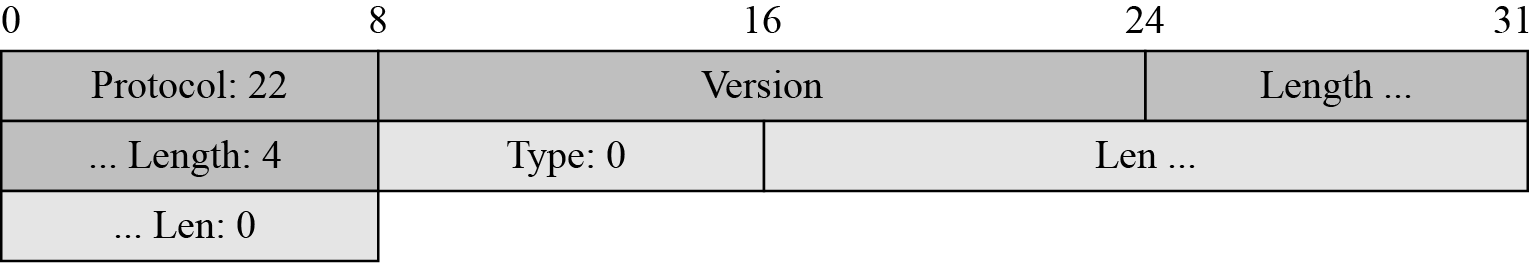 0 8 16 24 31
Protocol: 22 Version Length ...
... Length: 4 Type: 0 Len ...
... Len: 0